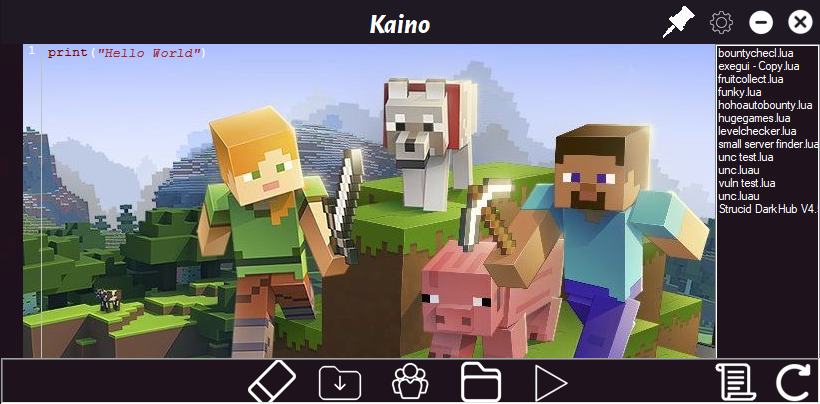 Kaino
1 print("Hello World")
bountychecl.lua
exegui - Copy.lua
fruitcollect.lua
funky.lua
hohoautobounty.lua
hugegames.lua
levelchecker.lua
small server finder.lua
unc test.lua
unc.luau
vuln test.lua
unc.luau
Strucid DarkHub V4.